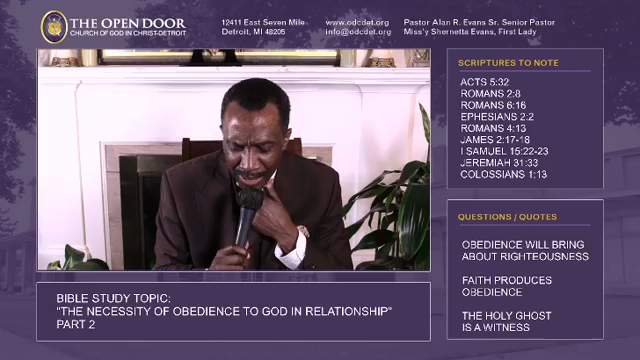 THE OPEN DOOR
CHURCH OF GOD IN CHRIST-DETROIT
12411 East Seven Mile
Detroit, MI 48205
www.odcdet.org
info@odcdet.org
Pastor Alan R. Evans Sr. Senior Pastor
Miss'y Shernetta Evans, First Lady
SCRIPTURES TO NOTE
ACTS 5:32
ROMANS 2:8
ROMANS 6:16
EPHESIANS 2:2
ROMANS 4:13
JAMES 2:17-18
I SAMUEL 15:22-23
JEREMIAH 31:33
COLOSSIANS 1:13
QUESTIONS / QUOTES
OBEDIENCE WILL BRING
ABOUT RIGHTEOUSNESS
FAITH PRODUCES
OBEDIENCE
THE HOLY GHOST
IS A WITNESS
BIBLE STUDY TOPIC:
"THE NECESSITY OF OBEDIENCE TO GOD IN RELATIONSHIP"
PART 2